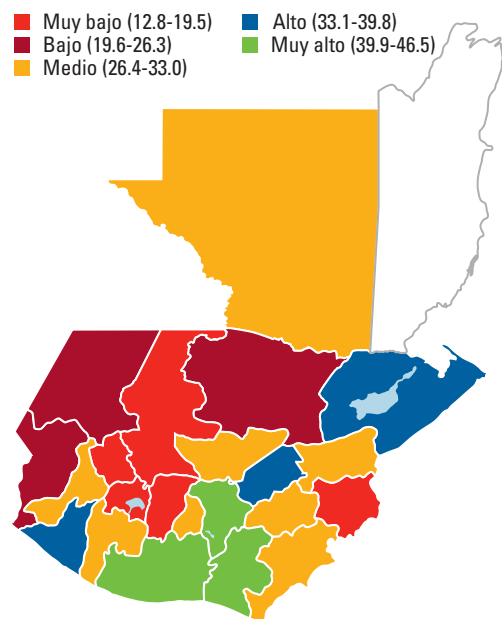 Muy bajo (12.8-19.5)
Bajo (19.6-26.3)
Medio (26.4-33.0)
Alto (33.1-39.8)
Muy alto (39.9-46.5)